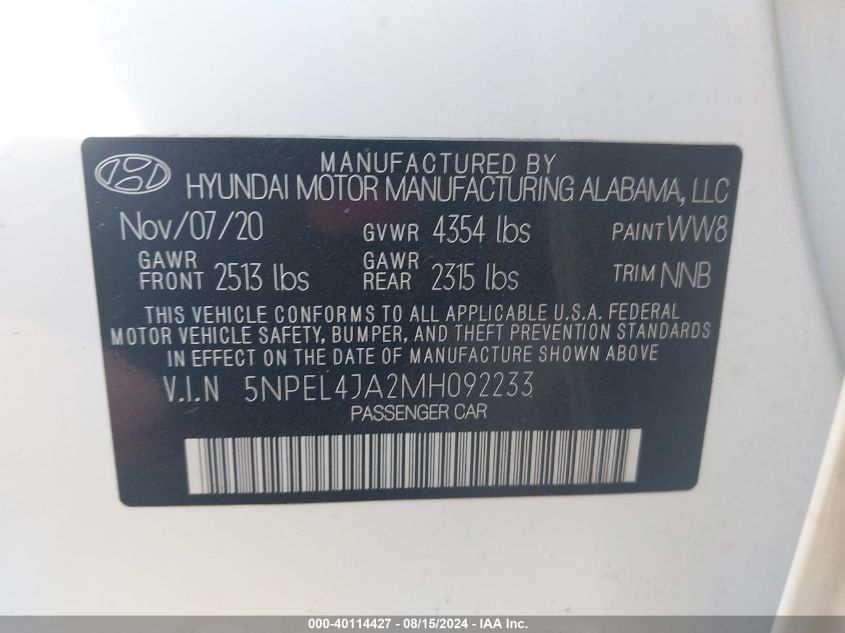 MANUFACTURED BY
HYUNDAI MOTOR MANUFACTURING ALABAMA, LLC
Nov/07/20 GVWR 4354 lbs PAINT WW8
GAWR FRONT 2513 lbs GAWR REAR 2315 lbs TRIM NNB
THIS VEHICLE CONFORMS TO ALL APPLICABLE U.S.A. FEDERAL
MOTOR VEHICLE SAFETY, BUMPER, AND THEFT PREVENTION STANDARDS
IN EFFECT ON THE DATE OF MANUFACTURE SHOWN ABOVE
V.I.N 5NPEL4JA2MH092233
PASSENGER CAR
000-40114427 - 08/15/2024 - IAA Inc.